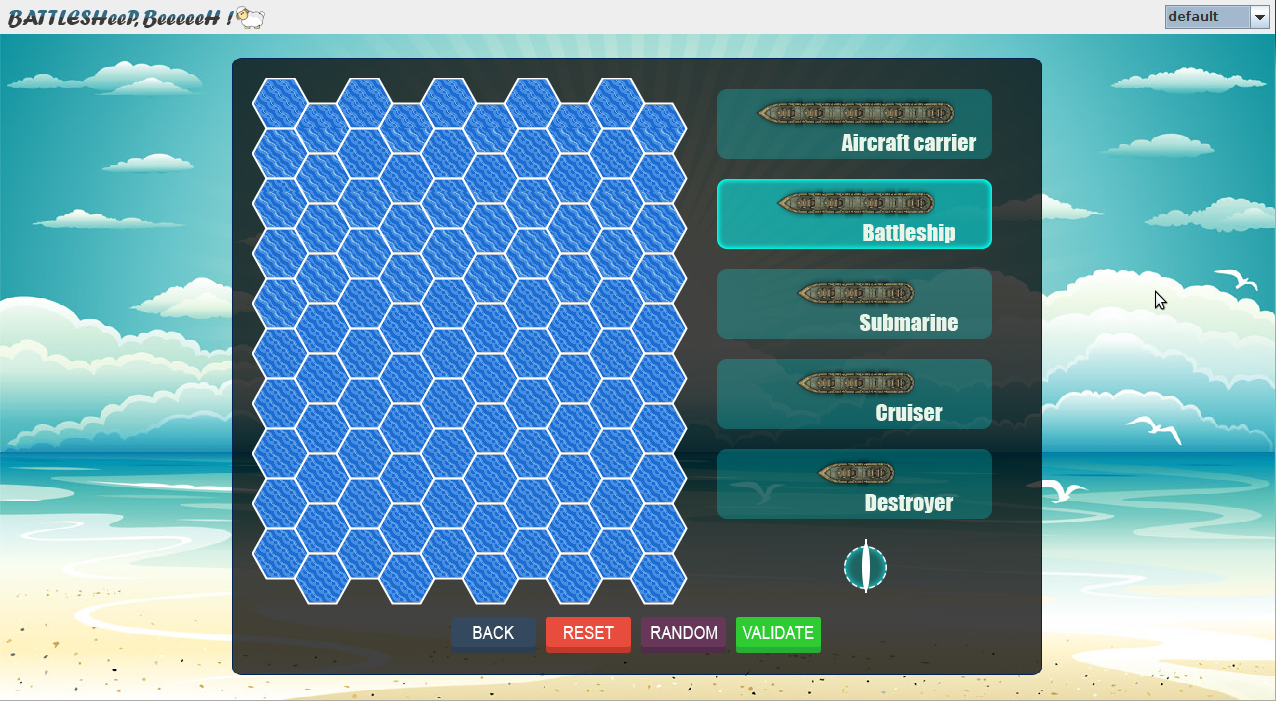 BATTLESHeeP, BeeeeeH !
default
Aircraft carrier
Battleship
Submarine
Cruiser
Destroyer
BACK
RESET
RANDOM
VALIDATE